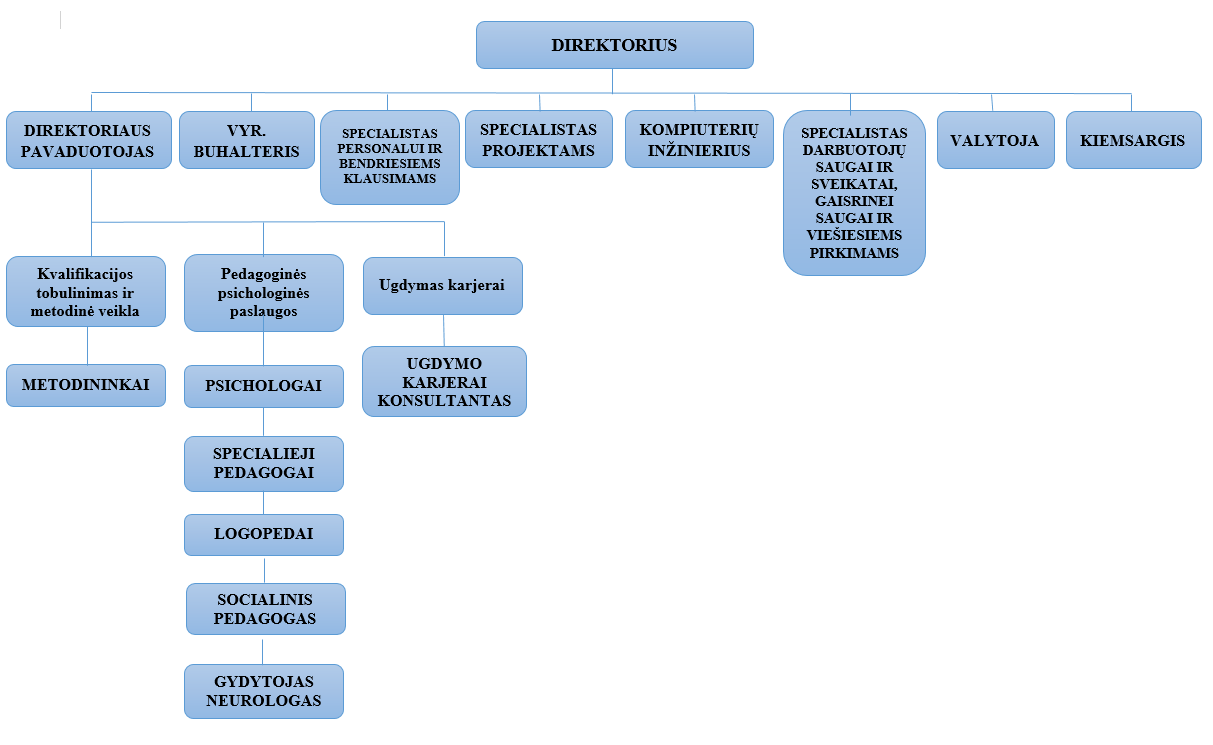 DIREKTORIUS
DIREKTORIAUS
PAVADUOTOJAS
VYR.
BUHALTERIS
SPECIALISTAS
PERSONALUI IR
BENDRIESIEMS
KLAUSIMAMS
SPECIALISTAS
PROJEKTAMS
KOMPIUTERIŲ
INŽINIERIUS
SPECIALISTAS
DARBUOTOJŲ
SAUGAI IR
SVEIKATAI,
GAISRINEI
SAUGAI IR
VIEŠIESIEMS
PIRKIMAMS
VALYTOJA
KIEMSARGIS
Kvalifikacijos
tobulinimas ir
metodinė veikla
Pedagoginės
psichologinės
paslaugos
Ugdymas karjerai
METODININKAI
PSICHOLOGAI
UGDYMO
KARJERAI
KONSULTANTAS
SPECIALIEJI
PEDAGOGAI
LOGOPEDAI
SOCIALINIS
PEDAGOGAS
GYDYTOJAS
NEUROLOGAS